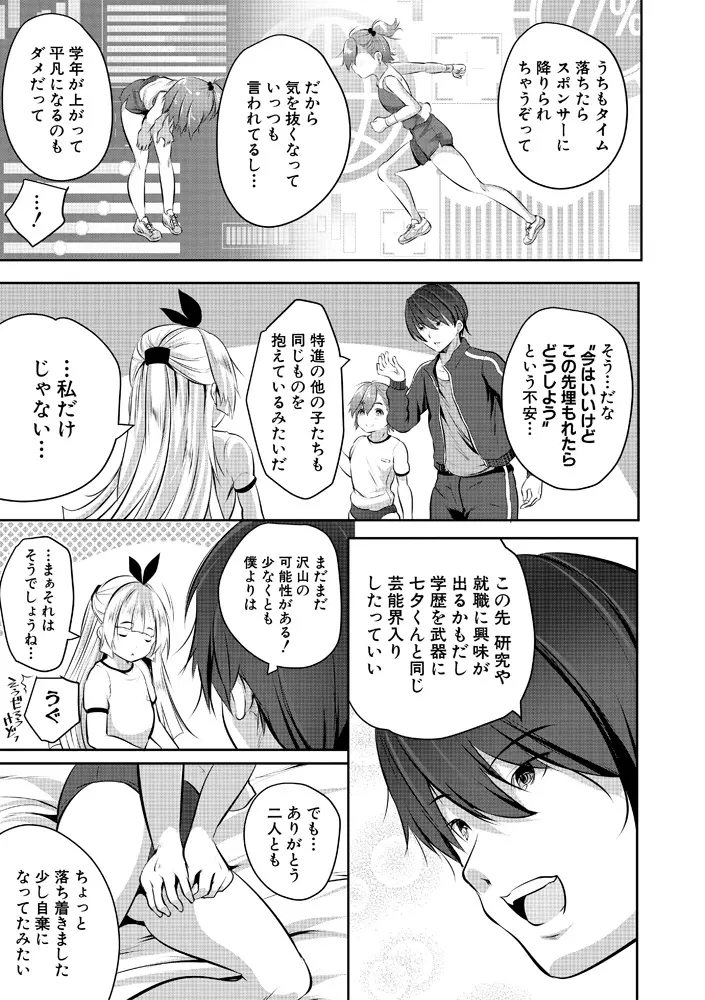 うちもタイム
落ちたら
スポンサーに
降りられ
ちゃうぞって
だから
気を抜くなって
いっつも
言われてるし…
学年が上がって
平凡になるのも
ダメだって
…！
そう…だな
“今はいいけど
この先埋もれたら
どうしよう”
という不安…
特進の他の子たちも
同じものを
抱えているみたいだ
…私だけ
じゃない…
この先 研究や
就職に興味が
出るかもだし
学歴を武器に
七夕くんと同じ
芸能界入り
したっていい
まだまだ
沢山の
可能性がある！
少なくとも
僕よりは
…まぁそれは
そうでしょうね…
うぐ
でも…
ありがとう
二人とも
ちょっと
落ち着きました
少し自棄に
なってたみたい